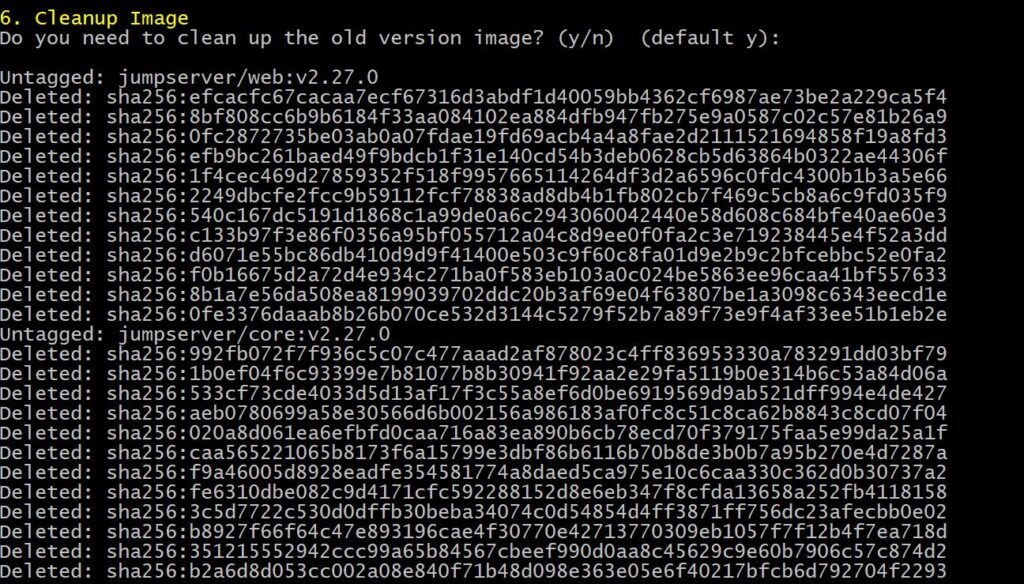 6. Cleanup Image
Do you need to clean up the old version image? (y/n)  (default y):
Untagged: jumpserver/web:v2.27.0
Deleted: sha256:efcacfc67cacaa7ecf67316d3abdf1d40059bb4362cf6987ae73be2a229ca5f4
Deleted: sha256:8bf808cc6b9b6184f33aa084102ea884dfb947fb275e9a0587c02c57e81b26a9
Deleted: sha256:0fc2872735be03ab0a07fdae19fd69acb4a4a8fae2d2111521694858f19a8fd3
Deleted: sha256:efb9bc261baed49f9bdcb1f31e140cd54b3deb0628cb5d63864b0322ae44306f
Deleted: sha256:1f4cec469d27859352f518f9957665114264df3d2a6596c0fdc4300b1b3a5e66
Deleted: sha256:2249dbcfe2fcc9b59112fcf78838ad8db4b1fb802cb7f469c5cb8a6c9fd035f9
Deleted: sha256:540c167dc5191d1868c1a99de0a6c2943060042440e58d608c684bfe40ae60e3
Deleted: sha256:c133b97f3e86f0356a95bf055712a04c8d9ee0f0fa2c3e719238445e4f52a3dd
Deleted: sha256:d6071e55bc86db410d9d9f41400e503c9f60c8fa01d9e2b9c2bfcebbc52e0fa2
Deleted: sha256:f0b16675d2a72d4e934c271ba0f583eb103a0c024be5863ee96caa41bf557633
Deleted: sha256:8b1a7e56da508ea8199039702ddc20b3af69e04f63807be1a3098c6343eecd1e
Deleted: sha256:0fe3376daaab8b26b070ce532d3144c5279f52b7a89f73e9f4af33ee51b1eb2e
Untagged: jumpserver/core:v2.27.0
Deleted: sha256:992fb072f7f936c5c07c477aaad2af878023c4ff836953330a783291dd03bf79
Deleted: sha256:1b0ef04f6c93399e7b81077b8b30941f92aa2e29fa5119b0e314b6c53a84d06a
Deleted: sha256:533cf73cde4033d5d13af17f3c55a8ef6d0be6919569d9ab521dff994e4de427
Deleted: sha256:aeb0780699a58e30566d6b002156a986183af0fc8c51c8ca62b8843c8cd07f04
Deleted: sha256:020a8d061ea6efbfd0caa716a83ea890b6cb78ecd70f379175faa5e99da25a1f
Deleted: sha256:caa565221065b8173f6a15799e3dbf86b6116b70b8de3b0b7a95b270e4d7287a
Deleted: sha256:f9a46005d8928eadfe354581774a8daed5ca975e10c6caa330c362d0b30737a2
Deleted: sha256:fe6310dbe082c9d4171cfc592288152d8e6eb347f8cfda13658a252fb4118158
Deleted: sha256:3c5d7722c530d0dffb30beba34074c0d54854d4ff3871ff756dc23afecbb0e02
Deleted: sha256:b8927f66f64c47e893196cae4f30770e42713770309eb1057f7f12b4f7ea718d
Deleted: sha256:351215552942ccc99a65b84567cbeef990d0aa8c45629c9e60b7906c57c874d2
Deleted: sha256:b2a6d8d053cc002a08e840f71b48d098e363e05e6f40217bfcb6d792704f2293